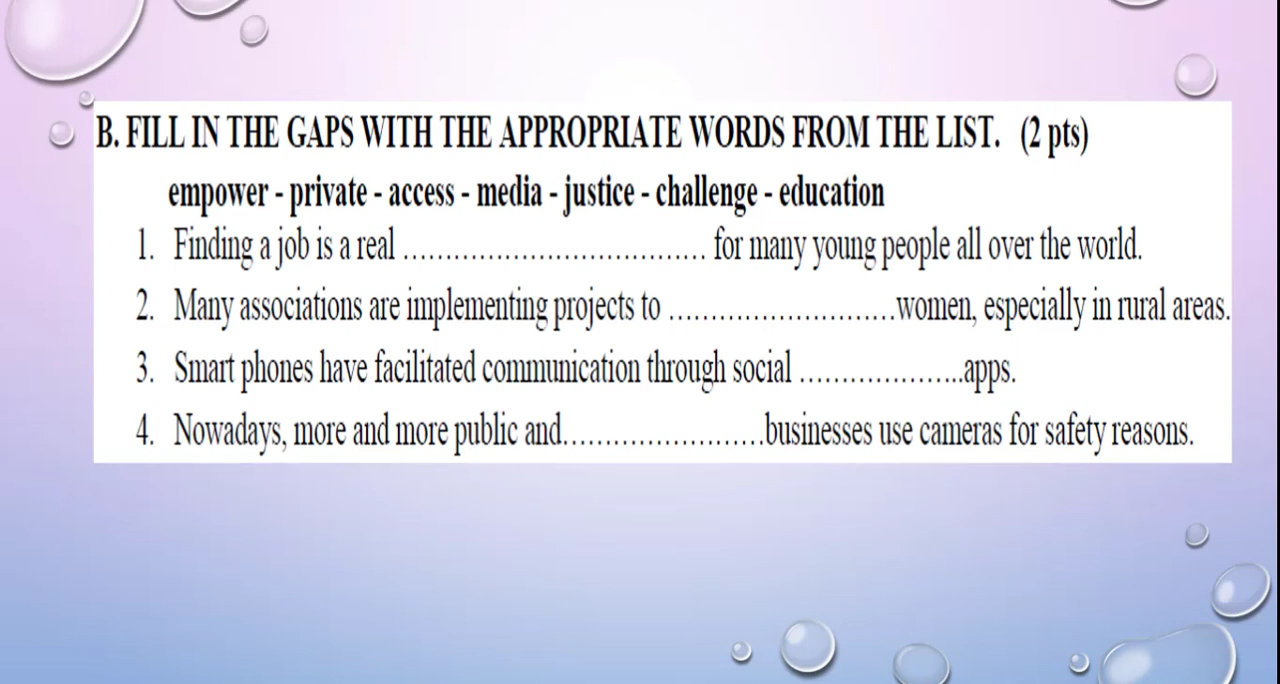 B. FILL IN THE GAPS WITH THE APPROPRIATE WORDS FROM THE LIST. (2 pts)
empower - private - access - media - justice - challenge - education
1. Finding a job is a real ……………………………… for many young people all over the world.
2. Many associations are implementing projects to ……………………..women, especially in rural areas.
3. Smart phones have facilitated communication through social ………………..apps.
4. Nowadays, more and more public and……………………businesses use cameras for safety reasons.